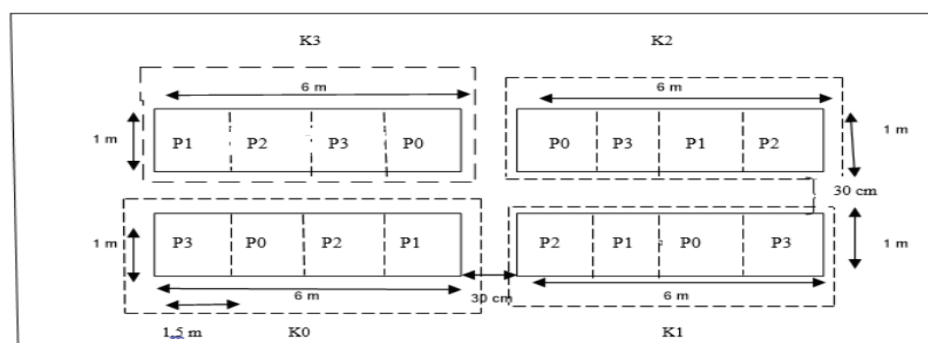 K3 K2
6 m 6 m
1 m P1 P2 P3 P0 P0 P3 P1 P2 1 m
30 cm
1 m P3 P0 P2 P1 P2 P1 P0 P3 1 m
6 m 30 cm 6 m
1,5 m K0 K1